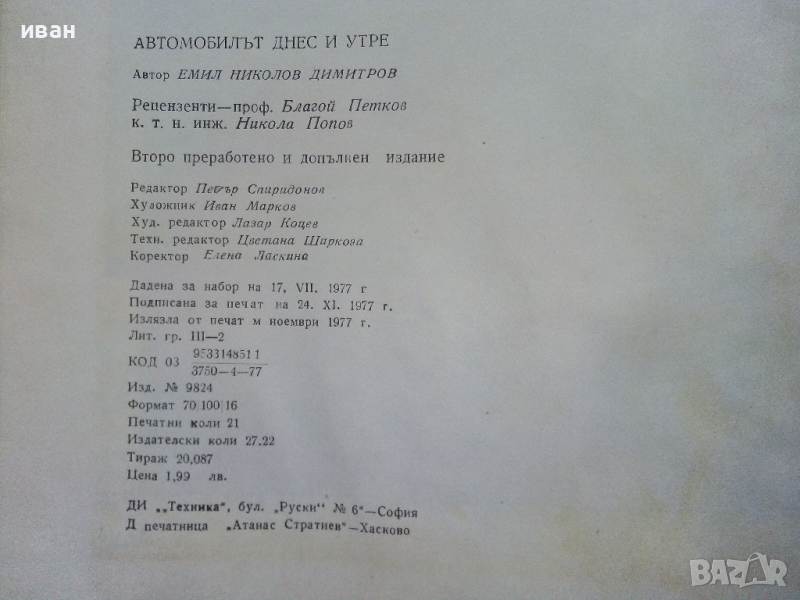 иван
АВТОМОБИЛЪТ ДНЕС И УТРЕ
Автор ЕМИЛ НИКОЛОВ ДИМИТРОВ
Рецензенти—проф. Благой Петков
к. т. н. инж. Никола Попов
Второ преработено и допълнен издание
Редактор Петър Спиридонов
Художник Иван Марков
Худ. редактор Лазар Коцев
Техн. редактор Цветана Шаркова
Коректор Елена Ласкина
Дадена за набор на 17, VII. 1977 г
Подписана за печат на 24. XI. 1977 г.
Излязла от печат м ноември 1977 г.
Лит. гр. III—2
КОД 03 9533148511
3750—4—77
Изд. № 9824
Формат 70|100|16
Печатни коли 21
Издателски коли 27.22
Тираж 20,087
Цена 1,99 лв.
ДИ „Техника“, бул. „Руски“ № 6“—София
Д печатница „Атанас Стратиев“—Хасково
BAZAR